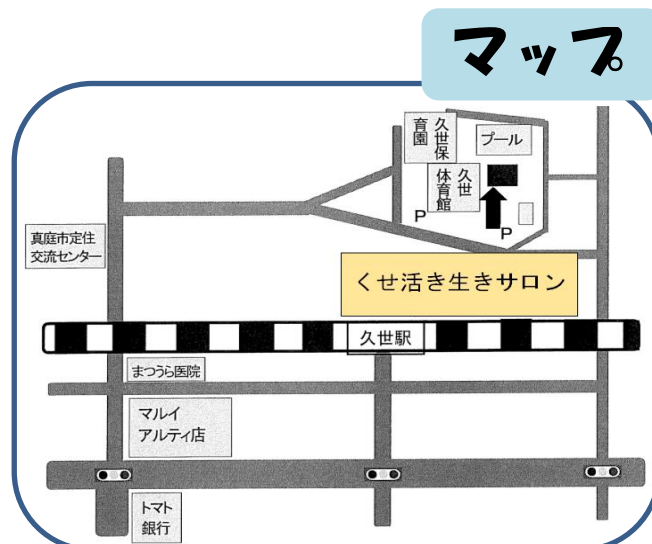 マップ
久世保
育園
プール
久世
体育館
P
P
真庭市定住
交流センター
くせ活き生きサロン
久世駅
まつうら医院
マルイ
アルティ店
トマト
銀行